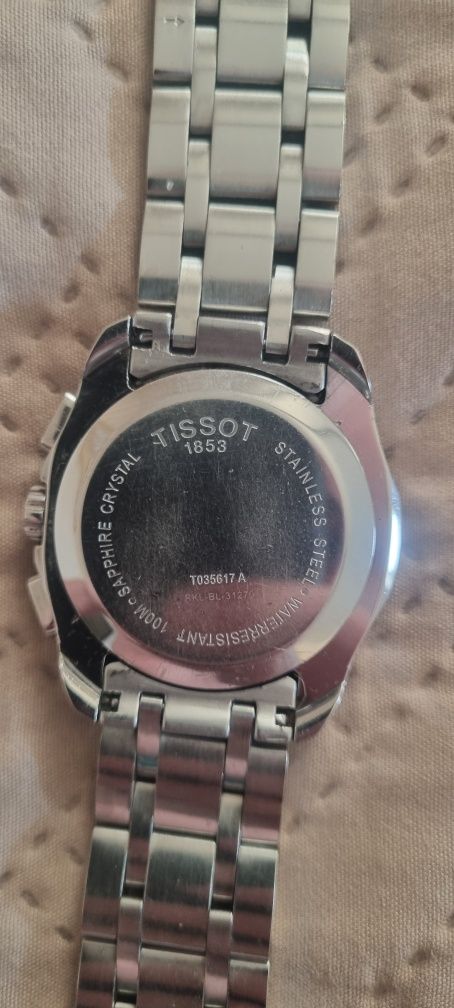 TISSOT
1853
STAINLESS STEEL • WATERRESISTANT 100M • SAPPHIRE CRYSTAL
T035617 A